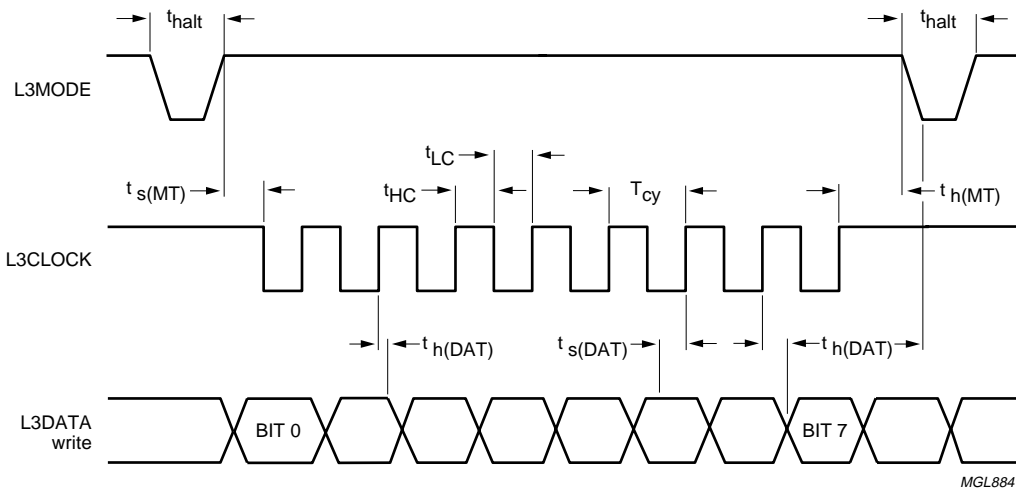 thalt
thalt
L3MODE
tLC
ts(MT)
tHC
Tcy
th(MT)
L3CLOCK
th(DAT)
ts(DAT)
th(DAT)
L3DATA
write
BIT 0
BIT 7
MGL884